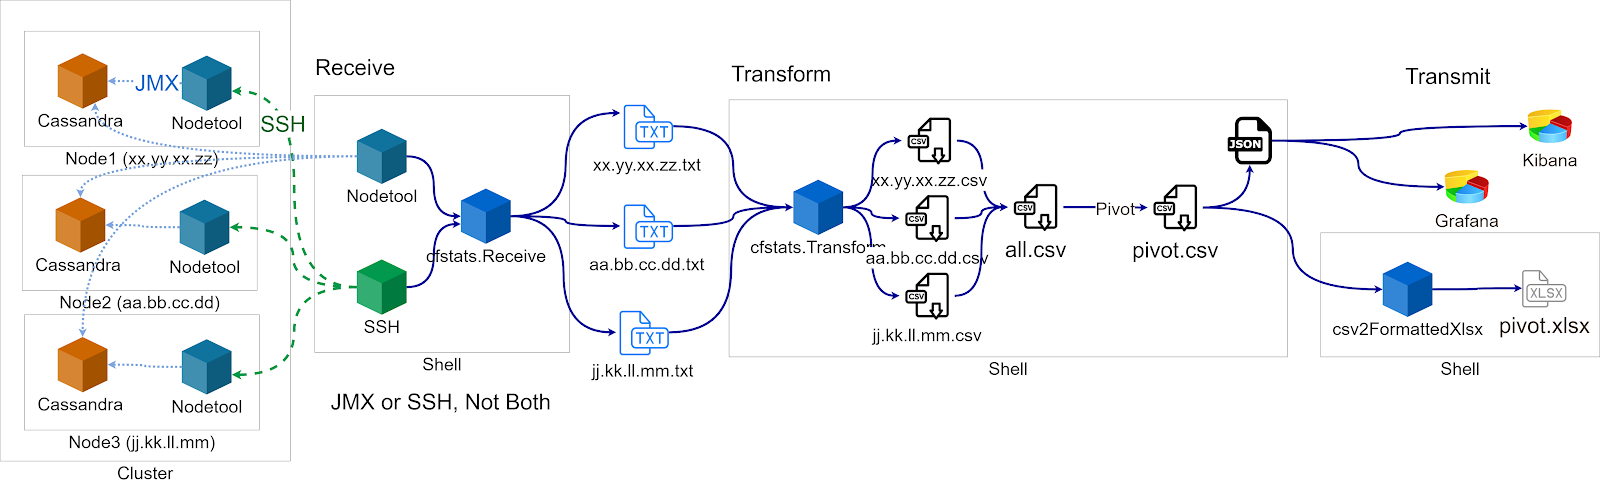 JMX
Cassandra
Nodetool
Node1 (xx.yy.xx.zz)
SSH
Cassandra
Nodetool
Node2 (aa.bb.cc.dd)
Cassandra
Nodetool
Node3 (jj.kk.ll.mm)
Cluster
Receive
Nodetool
cfstats.Receive
SSH
Shell
JMX or SSH, Not Both
TXT
xx.yy.xx.zz.txt
TXT
aa.bb.cc.dd.txt
TXT
jj.kk.ll.mm.txt
Transform
cfstats.Transform
CSV
xx.yy.xx.zz.csv
CSV
aa.bb.cc.dd.csv
CSV
jj.kk.ll.mm.csv
CSV
all.csv
Pivot
CSV
pivot.csv
JSON
Shell
Transmit
Kibana
Grafana
csv2FormattedXlsx
XLSX
pivot.xlsx
Shell